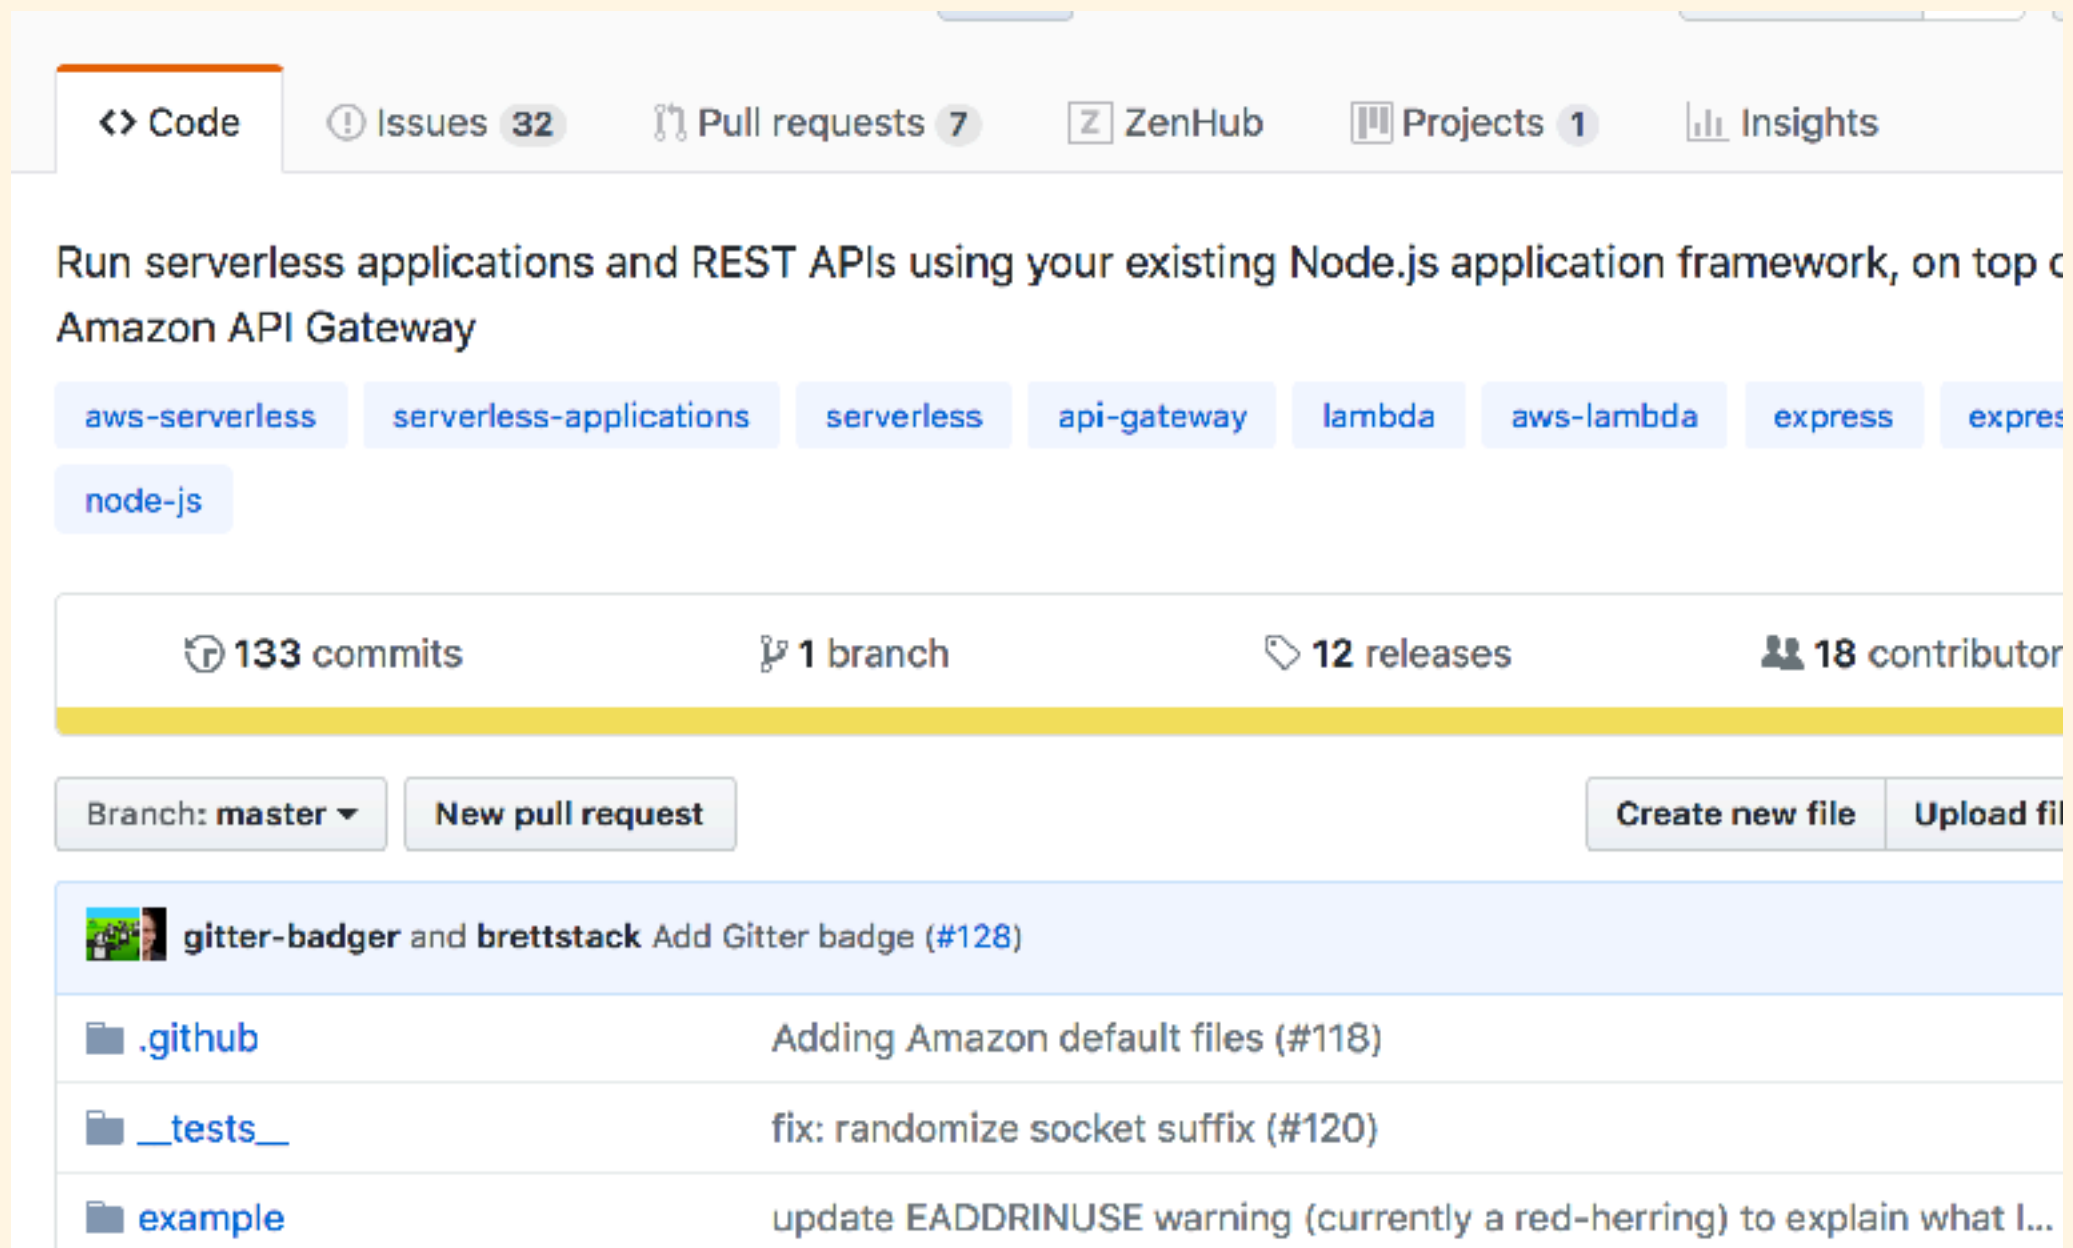 Code Issues 32 Pull requests 7 ZenHub Projects 1 Insights
Run serverless applications and REST APIs using your existing Node.js application framework, on top
Amazon API Gateway
aws-serverless serverless-applications serverless api-gateway lambda aws-lambda express
node-js
133 commits 1 branch 12 releases 18 contributor
Branch: master New pull request Create new file Upload
gitter-badger and brettstack Add Gitter badge (#128)
.github Adding Amazon default files (#118)
__tests__ fix: randomize socket suffix (#120)
example update EADDRINUSE warning (currently a red-herring) to explain what I...